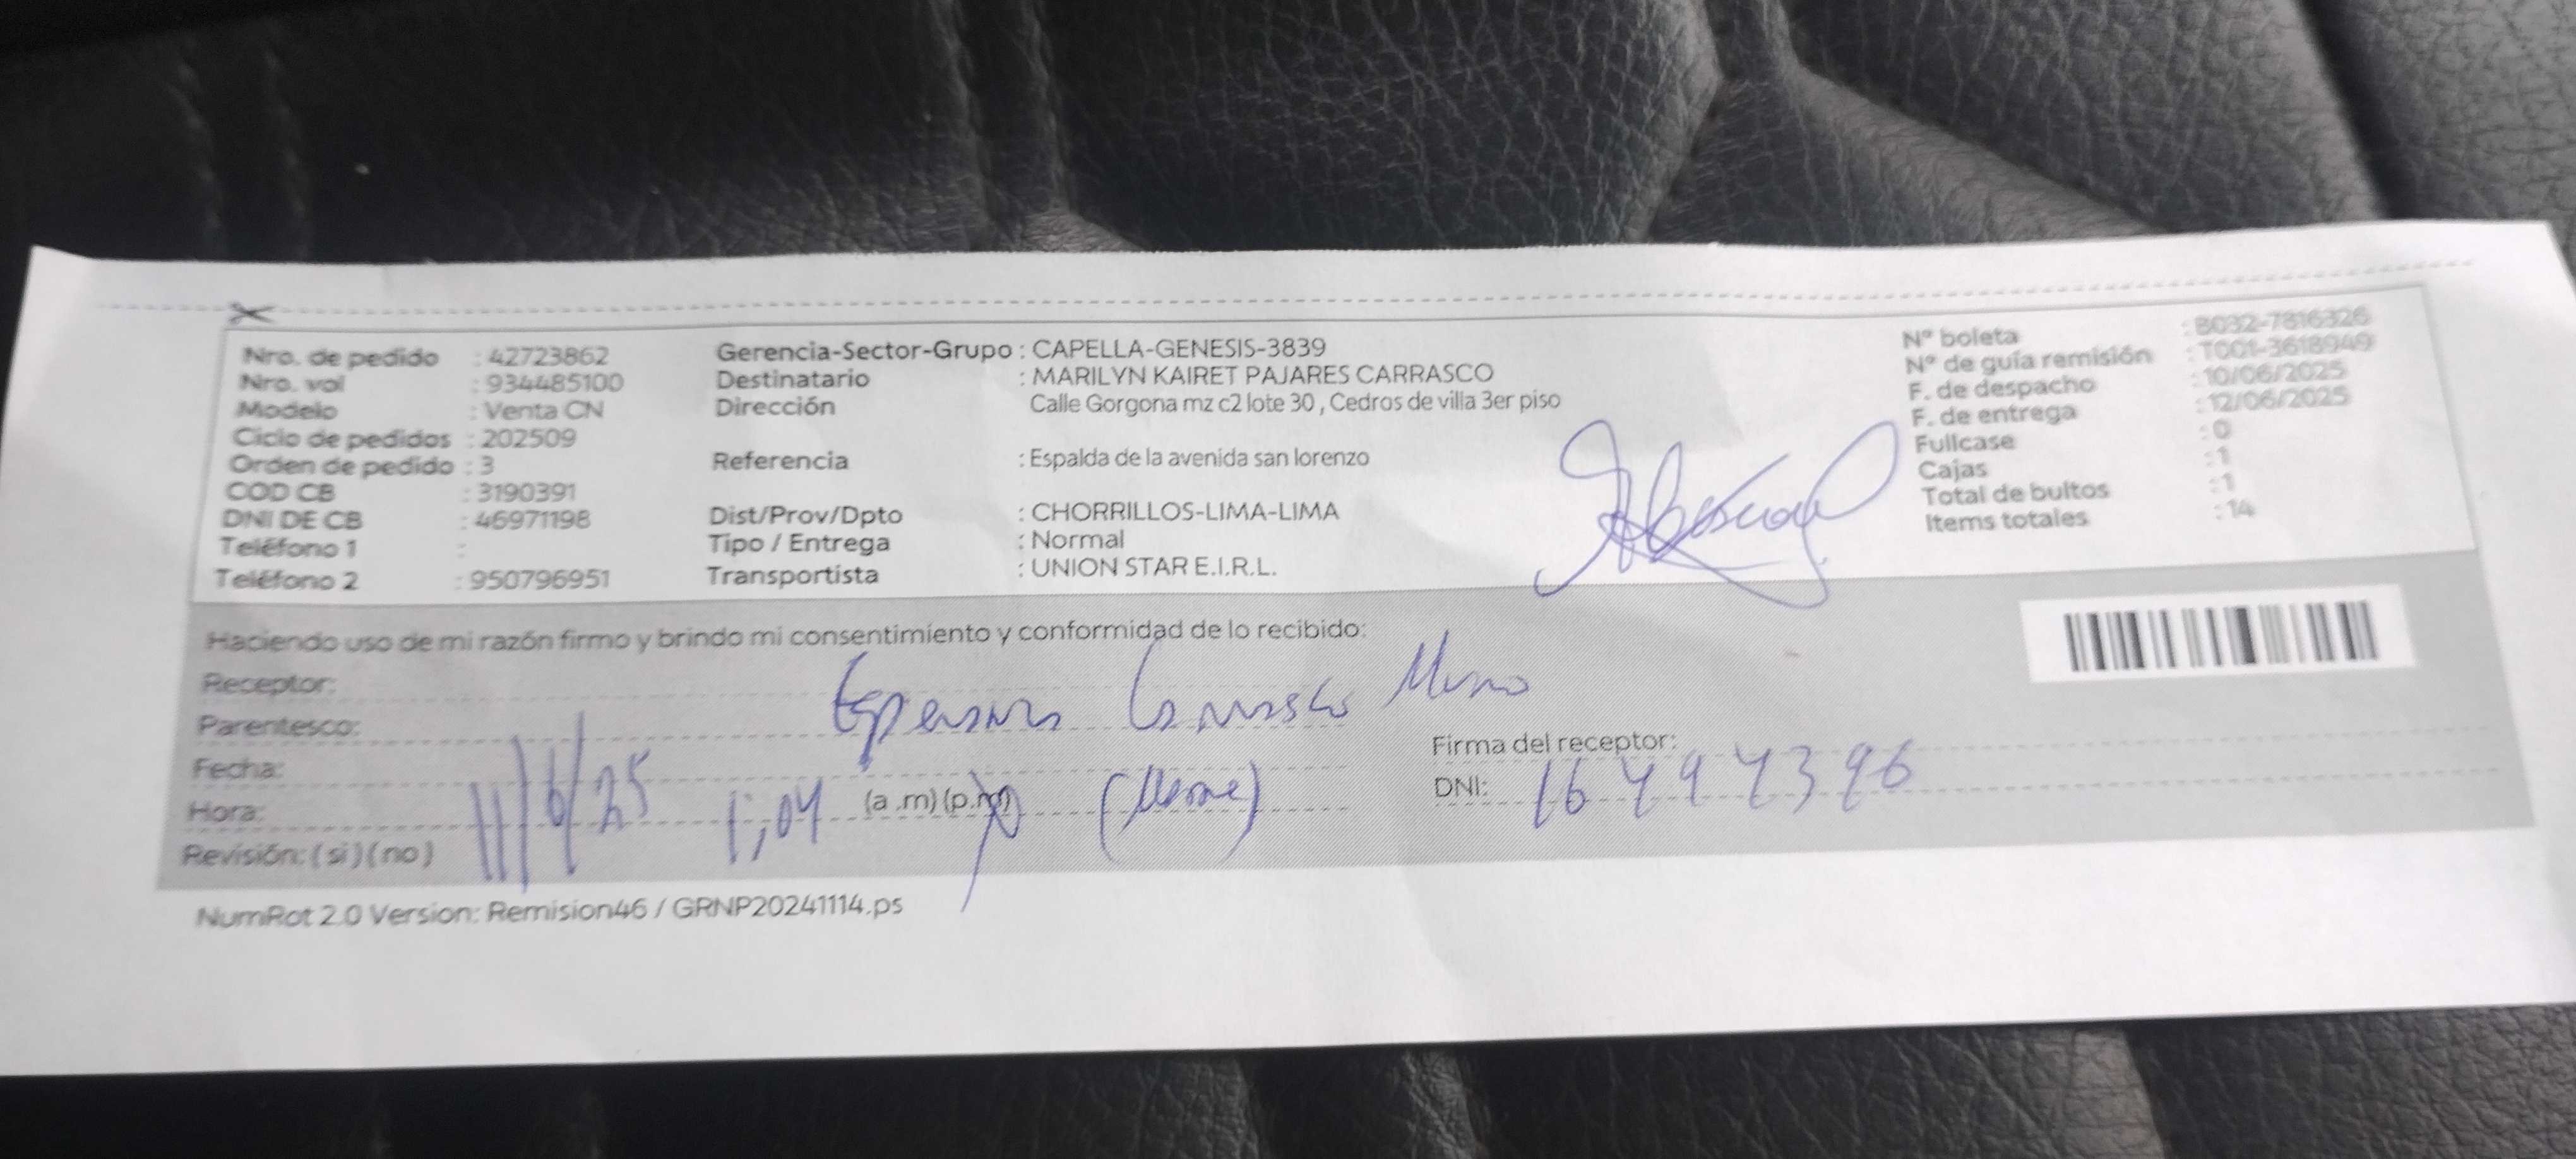 Nro. de pedido : 42723862
Nro. vol : 934485100
Modelo : Venta CN
Ciclo de pedidos : 202509
Orden de pedido : 3
COD CB : 3190391
DNI DE CB : 46971198
Teléfono 1 :
Teléfono 2 : 950796951
Gerencia-Sector-Grupo : CAPELLA-GENESIS-3839
Destinatario : MARILYN KAIRET PAJARES CARRASCO
Dirección Calle Gorgona mz c2 lote 30 , Cedros de villa 3er piso
Referencia : Espalda de la avenida san lorenzo
Dist/Prov/Dpto : CHORRILLOS-LIMA-LIMA
Tipo / Entrega : Normal
Transportista : UNION STAR E.I.R.L.
Nº boleta : B032-7816326
Nº de guía remisión : T001-3618949
F. de despacho : 10/06/2025
F. de entrega : 12/06/2025
Fullcase : 0
Cajas : 1
Total de bultos : 1
Items totales : 14
Haciendo uso de mi razón firmo y brindo mi consentimiento y conformidad de lo recibido:
Receptor: Esperanza Carrasco
Parentesco:
Fecha: 11/6/25
Hora: 1,04 (a.m) (p.m)
Revisión: ( si ) ( no )
Firma del receptor:
DNI: 16494396
NumRot 2.0 Version: Remision46 / GRNP20241114.ps